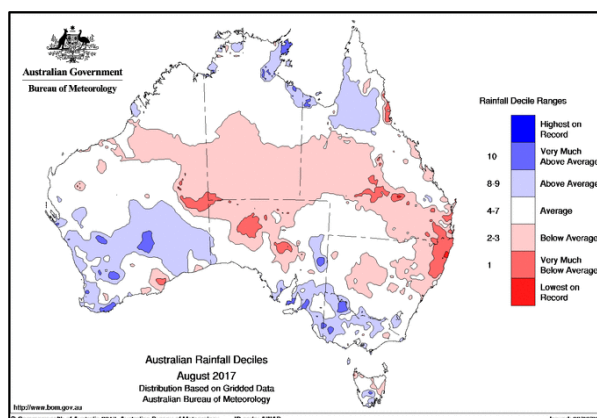 Australian Government
Bureau of Meteorology
Rainfall Decile Ranges
Highest on
Record
10
Very Much
Above Average
8-9
Above Average
4-7
Average
2-3
Below Average
1
Very Much
Below Average
Lowest on
Record
Australian Rainfall Deciles
August 2017
Distribution Based on Gridded Data
Australian Bureau of Meteorology
http://www.bom.gov.au